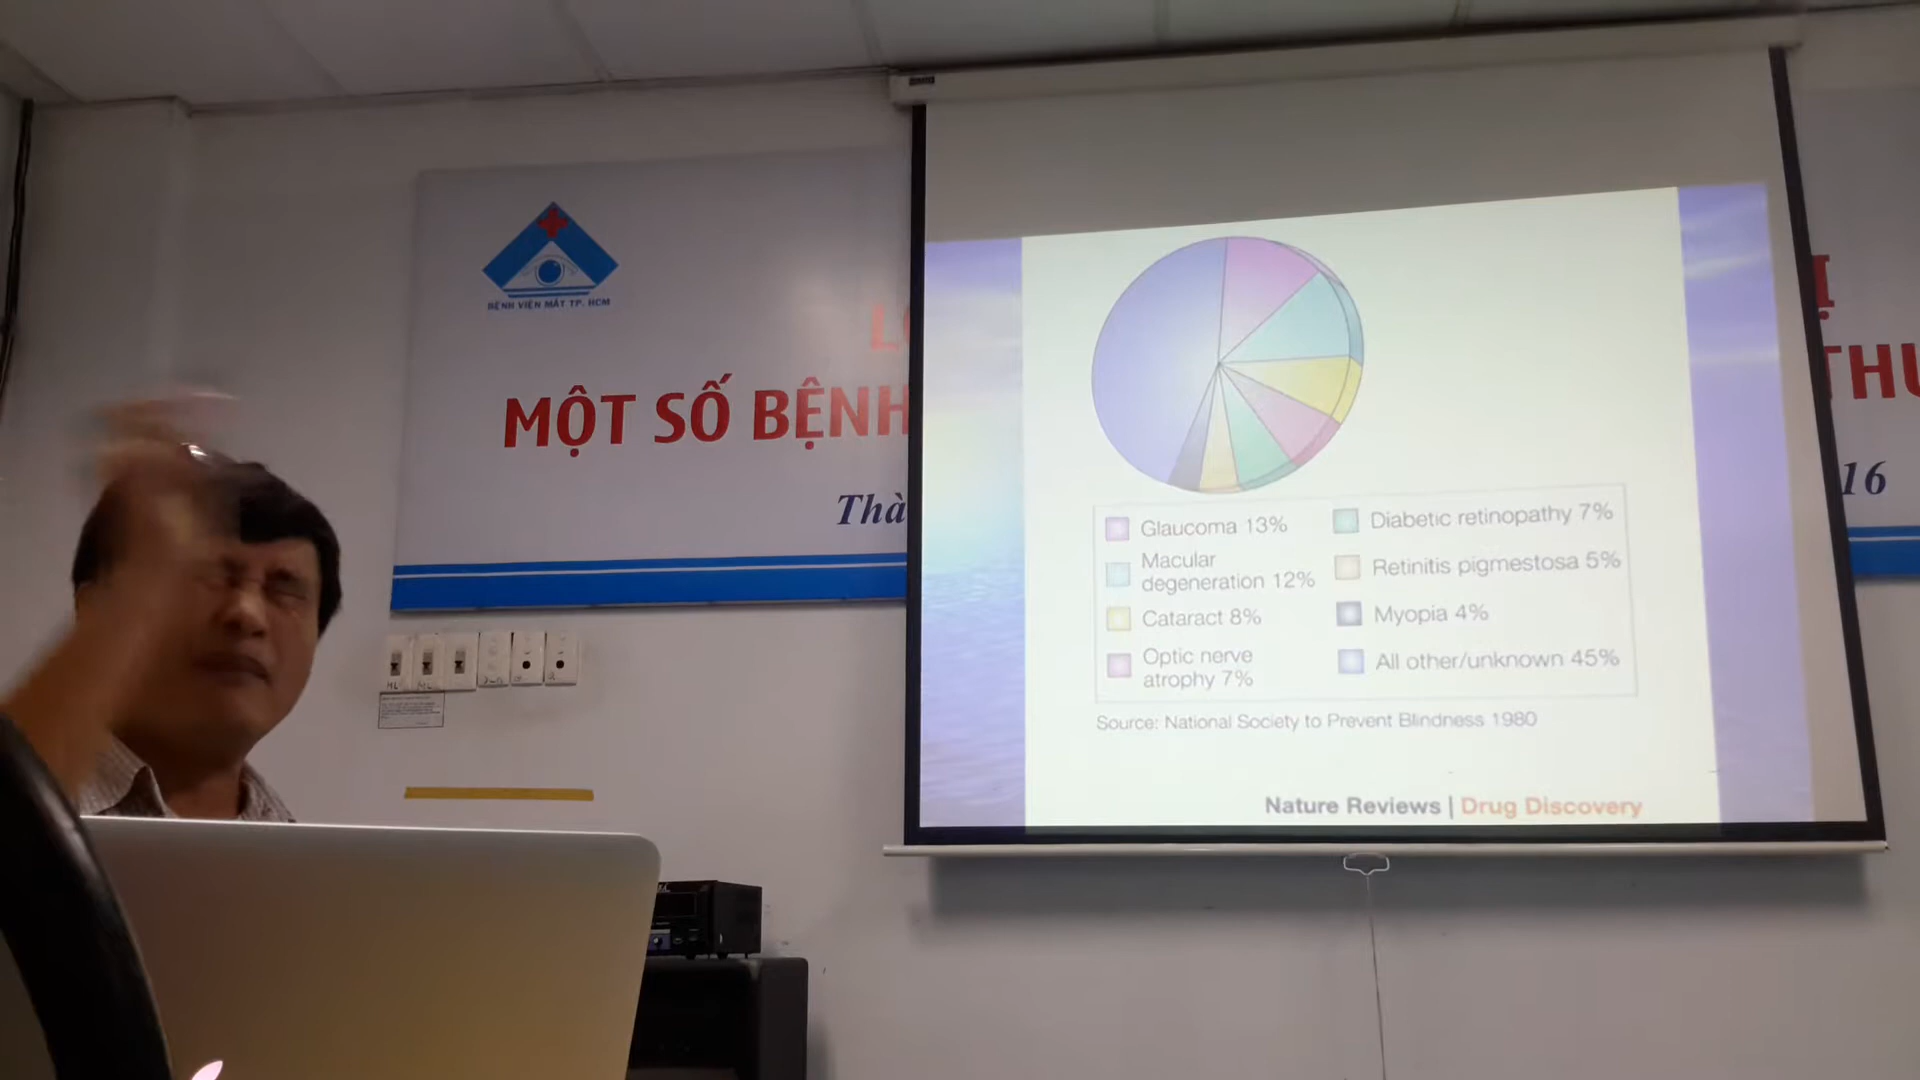 BỆNH VIỆN MẮT TP. HCM
MỘT SỐ BỆNH
THU
Thà
16
Glaucoma 13%
Macular
degeneration 12%
Cataract 8%
Optic nerve
atrophy 7%
Diabetic retinopathy 7%
Retinitis pigmestosa 5%
Myopia 4%
All other/unknown 45%
Source: National Society to Prevent Blindness 1980
Nature Reviews | Drug Discovery